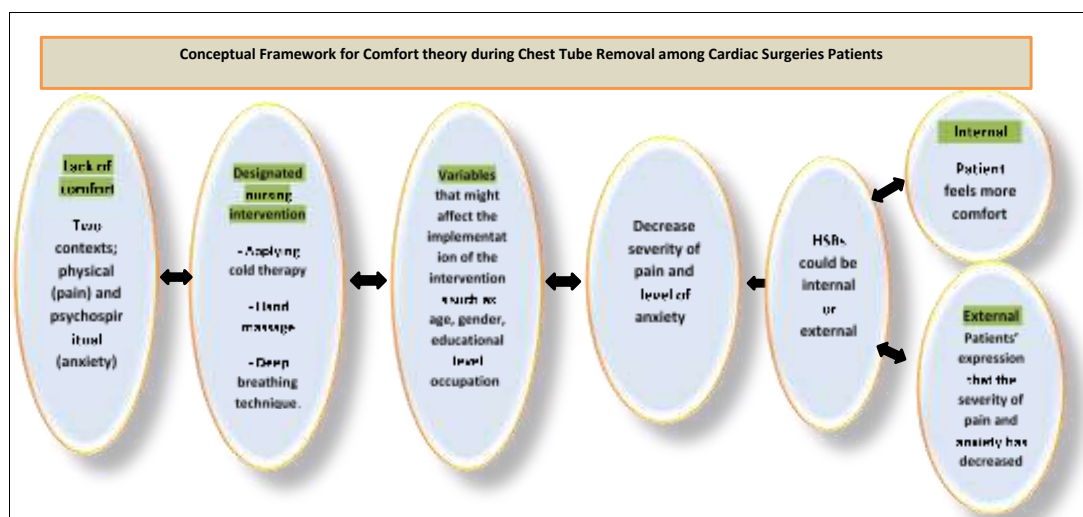 Conceptual Framework for Comfort theory during Chest Tube Removal among Cardiac Surgeries Patients
Lack of
comfort
Two
contexts;
physical
(pain) and
psychospir
itual
(anxiety)
Designated
nursing
intervention
- Applying
cold therapy
- Hand
massage
- Deep
breathing
technique.
Variables
that might
affect the
implementat
ion of the
intervention
s such as
age, gender,
educational
level
occupation
Decrease
severity of
pain and
level of
anxiety
HSBs
could be
internal
or
external
Internal
Patient
feels more
comfort
External
Patients'
expression
that the
severity of
pain and
anxiety has
decreased